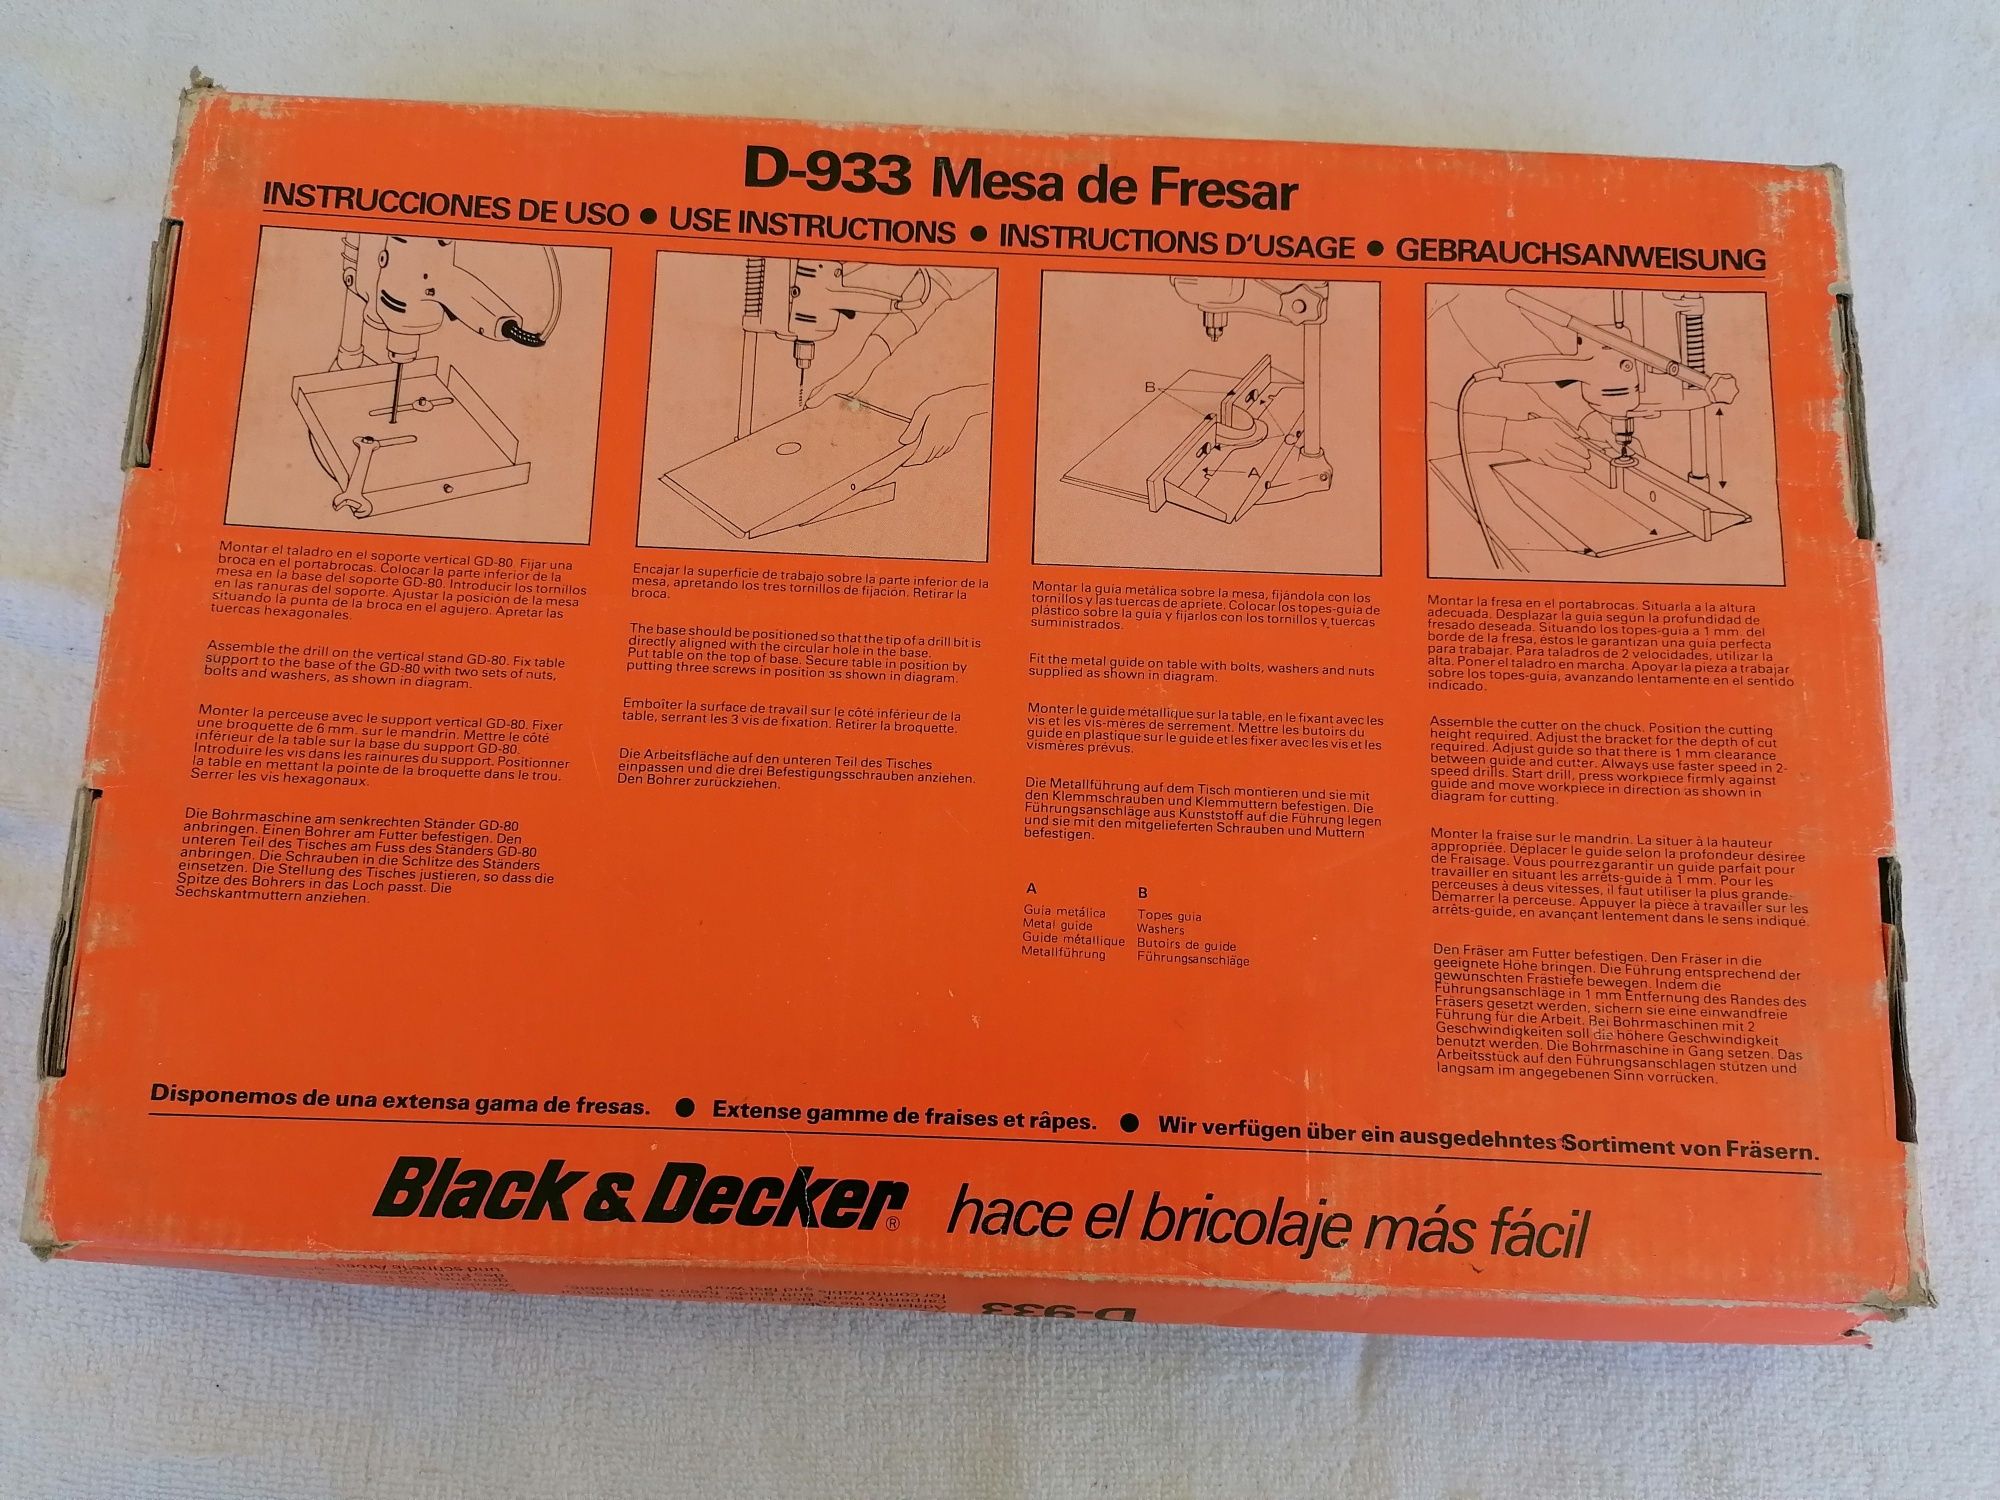 D-933 Mesa de Fresar
INSTRUCCIONES DE USO ● USE INSTRUCTIONS ● INSTRUCTIONS D'USAGE ● GEBRAUCHSANWEISUNG
Montar el taladro en el soporte vertical GD-80. Fijar una
broca en el portabrocas. Colocar la parte inferior de la
mesa en la base del soporte GD-80. Introducir los tornillos
en las ranuras del soporte. Ajustar la posición de la mesa
situando la punta de la broca en el agujero. Apretar las
tuercas hexagonales.
Assemble the drill on the vertical stand GD-80. Fix table
support to the base of the GD-80 with two sets of nuts,
bolts and washers, as shown in diagram.
Monter la perceuse avec le support vertical GD-80. Fixer
une broquette de 6 mm. sur le mandrin. Mettre le côté
inférieur de la table sur la base du support GD-80.
Introduire les vis dans les rainures du support. Positionner
la table en mettant la pointe de la broquette dans le trou.
Serrer les vis hexagonaux.
Die Bohrmaschine am senkrechten Ständer GD-80
anbringen. Einen Bohrer am Futter befestigen. Den
unteren Teil des Tisches am Fuss des Ständers GD-80
anbringen. Die Schrauben in die Schlitze des Ständers
einsetzen. Die Stellung des Tisches justieren, so dass die
Spitze des Bohrers in das Loch passt. Die
Sechskantmuttern anziehen.
Encajar la superficie de trabajo sobre la parte inferior de la
mesa, apretando los tres tornillos de fijación. Retirar la
broca.
The base should be positioned so that the tip of a drill bit is
directly aligned with the circular hole in the base.
Put table on the top of base. Secure table in position by
putting three screws in position as shown in diagram.
Emboîter la surface de travail sur le côté inférieur de la
table, serrant les 3 vis de fixation. Retirer la broquette.
Die Arbeitsfläche auf den unteren Teil des Tisches
einpassen und die drei Befestigungsschrauben anziehen.
Den Bohrer zurückziehen.
B
A
Montar la guía metálica sobre la mesa, fijándola con los
tornillos y las tuercas de apriete. Colocar los topes-guía de
plástico sobre la guía y fijarlos con los tornillos y tuercas
suministrados.
Fit the metal guide on table with bolts, washers and nuts
supplied as shown in diagram.
Monter le guide métallique sur la table, en le fixant avec les
vis et les vis-mères de serrement. Mettre les butoirs du
guide en plastique sur le guide et les fixer avec les vis et les
vismères prévus.
Die Metallführung auf dem Tisch montieren und sie mit
den Klemmschrauben und Klemmuttern befestigen. Die
Führungsanschläge aus Kunststoff auf die Führung legen
und sie mit den mitgelieferten Schrauben und Muttern
befestigen.
A
Guía metálica
Metal guide
Guide métallique
Metallführung
B
Topes guía
Washers
Butoirs de guide
Führungsanschläge
Montar la fresa en el portabrocas. Situarla a la altura
adecuada. Desplazar la guía según la profundidad de
fresado deseada. Situando los topes-guía a 1 mm. del
borde de la fresa, éstos le garantizan una guía perfecta
para trabajar. Para taladros de 2 velocidades, utilizar la
alta. Poner el taladro en marcha. Apoyar la pieza a trabajar
sobre los topes-guía, avanzando lentamente en el sentido
indicado.
Assemble the cutter on the chuck. Position the cutting
height required. Adjust the bracket for the depth of cut
required. Adjust guide so that there is 1 mm clearance
between guide and cutter. Always use faster speed in 2-
speed drills. Start drill, press workpiece firmly against
guide and move workpiece in direction as shown in
diagram for cutting.
Monter la fraise sur le mandrin. La situer à la hauteur
appropriée. Déplacer le guide selon la profondeur désirée
de Fraisage. Vous pourrez garantir un guide parfait pour
travailler en situant les arrêts-guide à 1 mm. Pour les
perceuses à deus vitesses, il faut utiliser la plus grande.
Démarrer la perceuse. Appuyer la pièce à travailler sur les
arrêts-guide, en avançant lentement dans le sens indiqué.
Den Fräser am Futter befestigen. Den Fräser in die
geeignete Höhe bringen. Die Führung entsprechend der
gewünschten Frästiefe bewegen. Indem die
Führungsanschläge in 1 mm Entfernung des Randes des
Fräsers gesetzt werden, sichern sie eine einwandfreie
Führung für die Arbeit. Bei Bohrmaschinen mit 2
Geschwindigkeiten soll die höhere Geschwindigkeit
benutzt werden. Die Bohrmaschine in Gang setzen. Das
Arbeitsstück auf den Führungsanschlagen stützen und
langsam im angegebenen Sinn vorrücken.
Disponemos de una extensa gama de fresas. ● Extense gamme de fraises et râpes. ● Wir verfügen über ein ausgedehntes Sortiment von Fräsern.
Black & Decker® hace el bricolaje más fácil
D-933